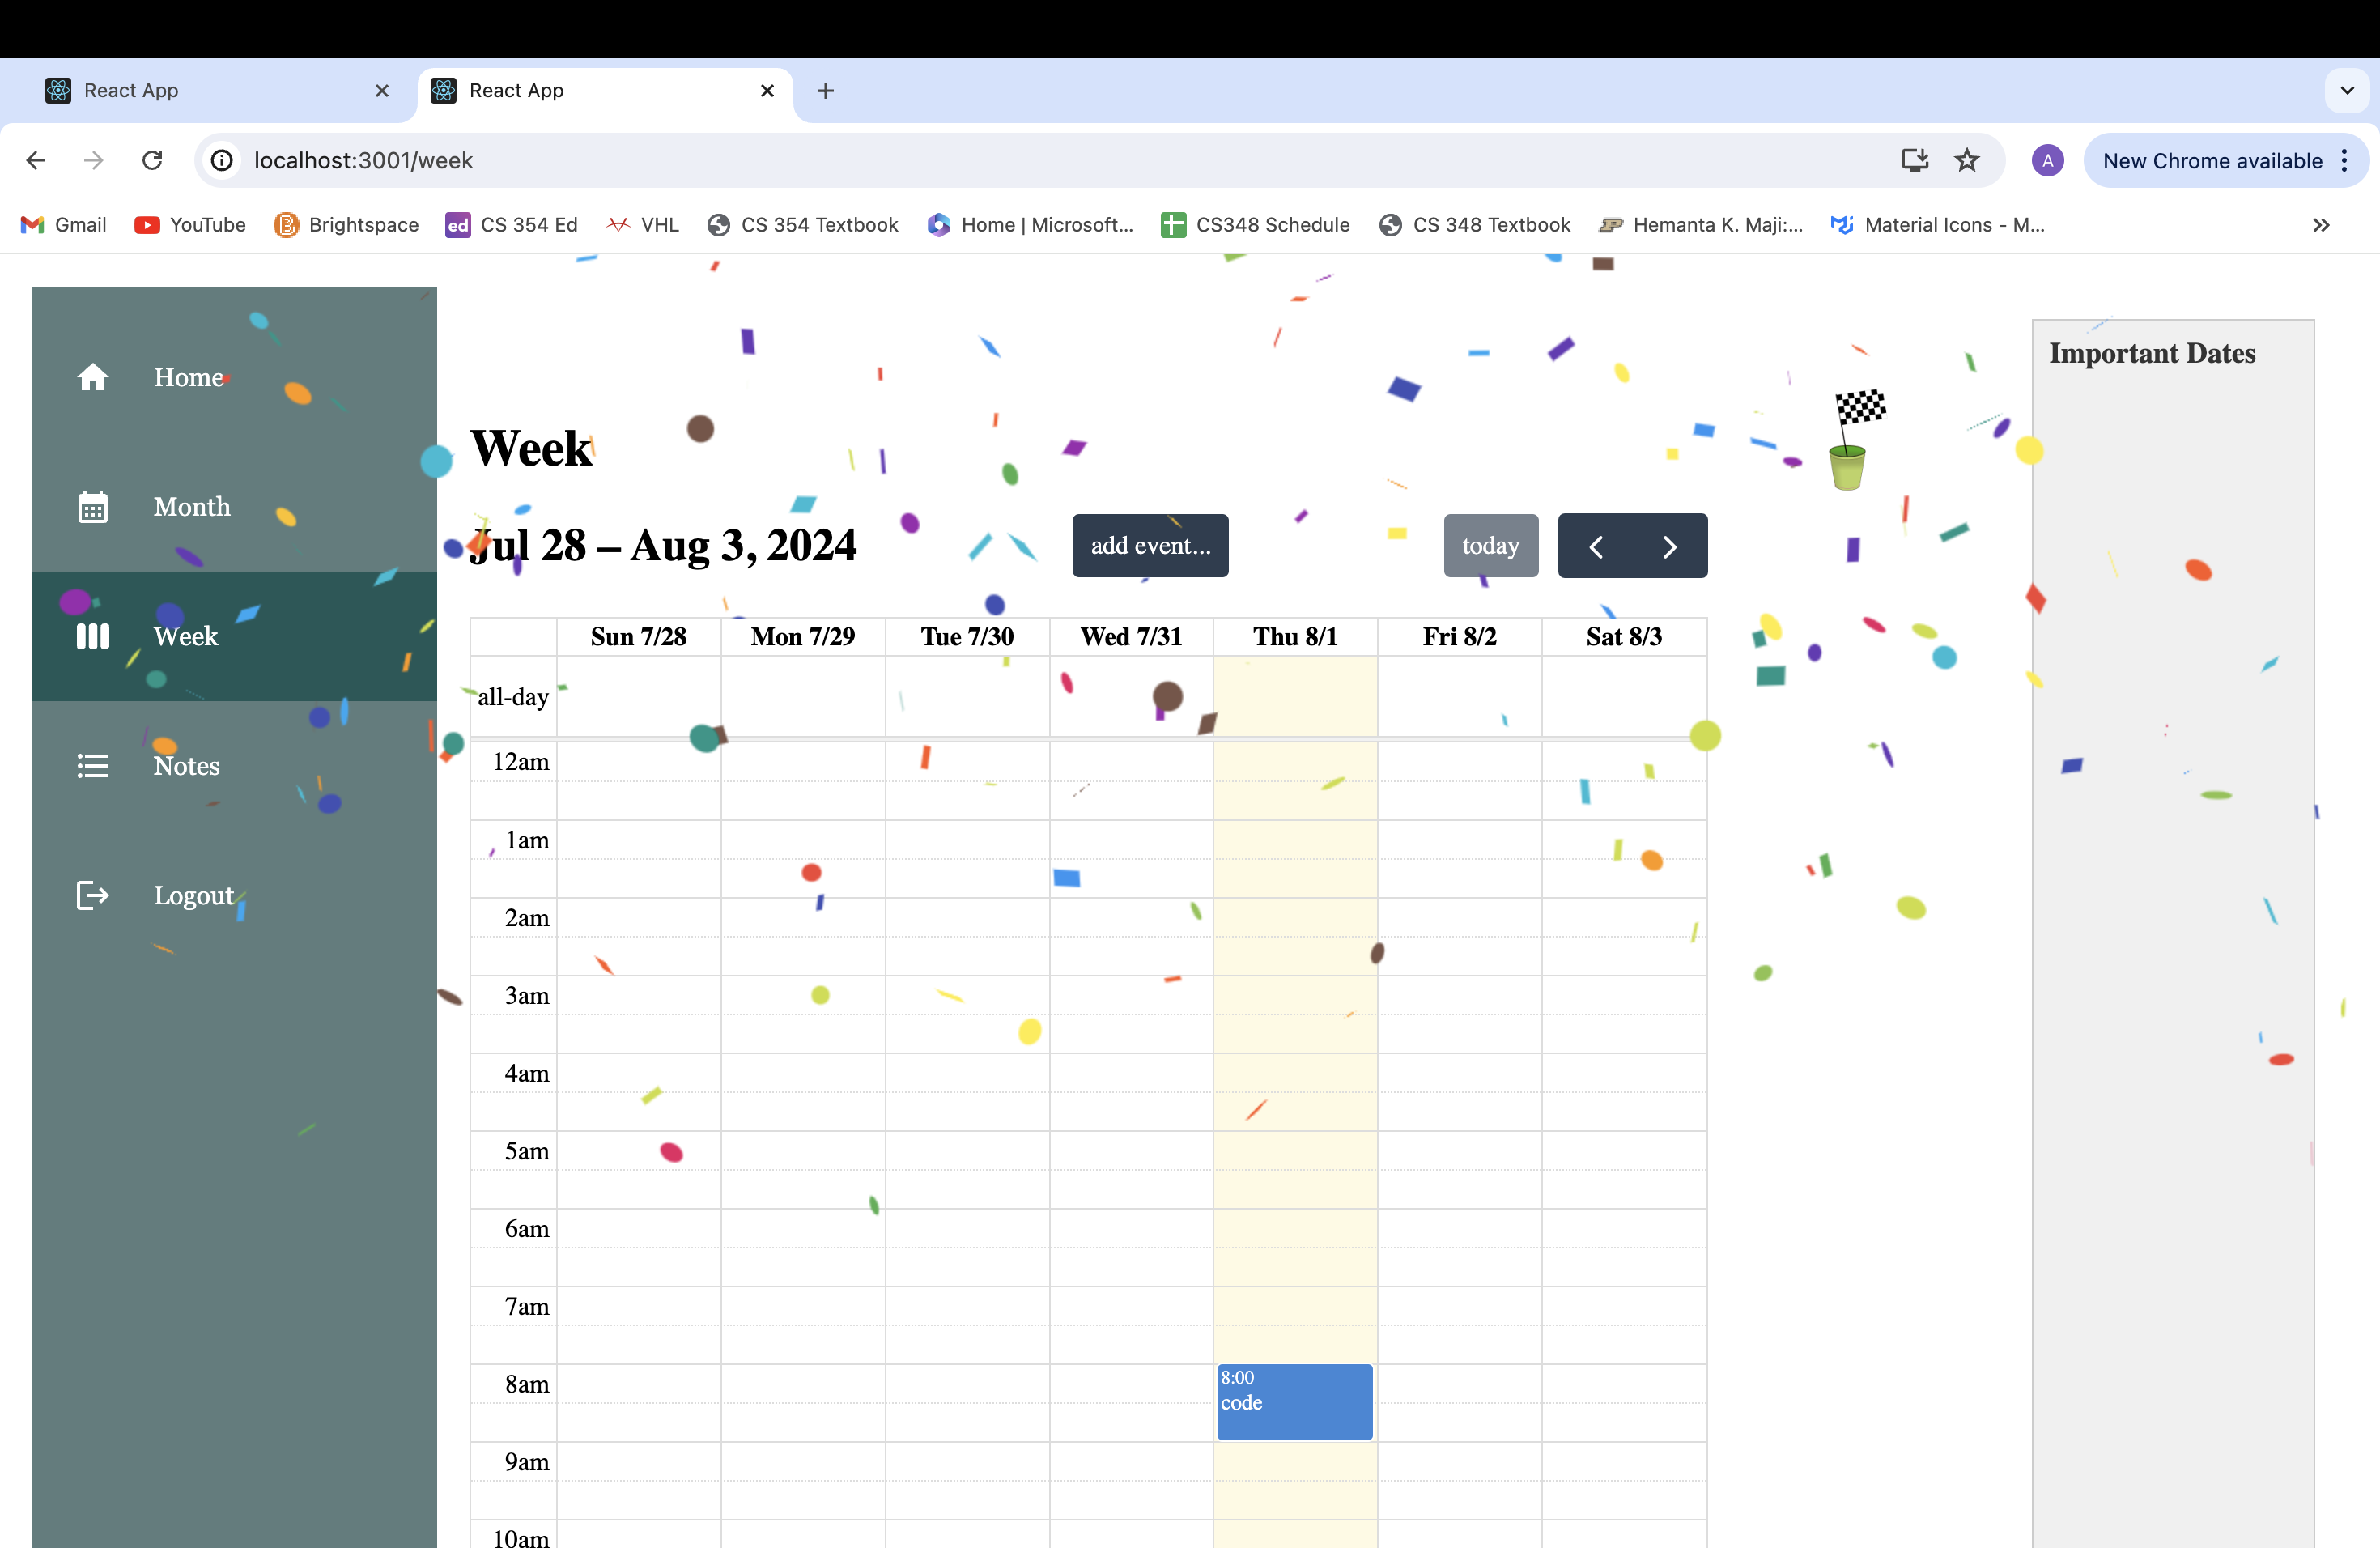 React App
React App
localhost:3001/week
A
New Chrome available
Gmail
YouTube
Brightspace
ed
CS 354 Ed
VHL
CS 354 Textbook
Home | Microsoft...
CS348 Schedule
CS 348 Textbook
Hemanta K. Maji:...
Material Icons - M...
Home
Month
Week
Notes
Logout
Week
Jul 28 – Aug 3, 2024
add event...
today
Sun 7/28
Mon 7/29
Tue 7/30
Wed 7/31
Thu 8/1
Fri 8/2
Sat 8/3
all-day
12am
1am
2am
3am
4am
5am
6am
7am
8am
8:00
code
9am
10am
Important Dates